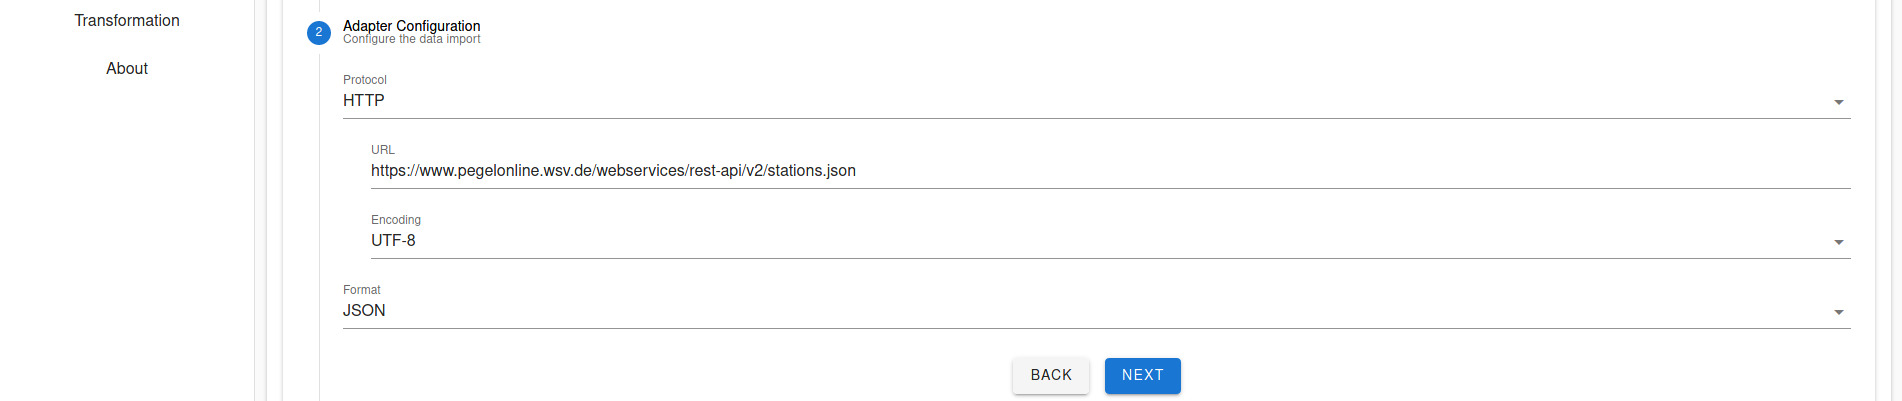 Transformation
About
2
Adapter Configuration
Configure the data import
Protocol
HTTP
URL
https://www.pegelonline.wsv.de/webservices/rest-api/v2/stations.json
Encoding
UTF-8
Format
JSON
BACK NEXT